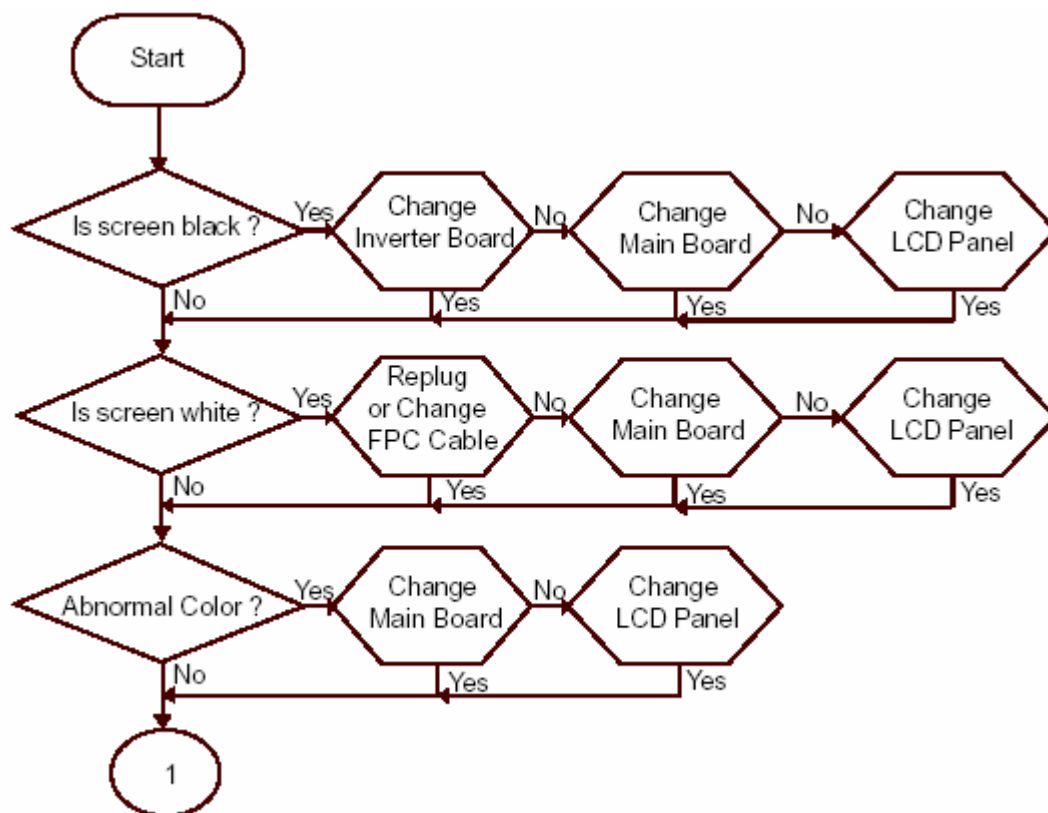 Start
Is screen black ?
Yes
Change
Inverter Board
No
Change
Main Board
No
Change
LCD Panel
No
Yes
Yes
Yes
Is screen white ?
Yes
Replug
or Change
FPC Cable
No
Change
Main Board
No
Change
LCD Panel
No
Yes
Yes
Yes
Abnormal Color ?
Yes
Change
Main Board
No
Change
LCD Panel
No
Yes
Yes
1